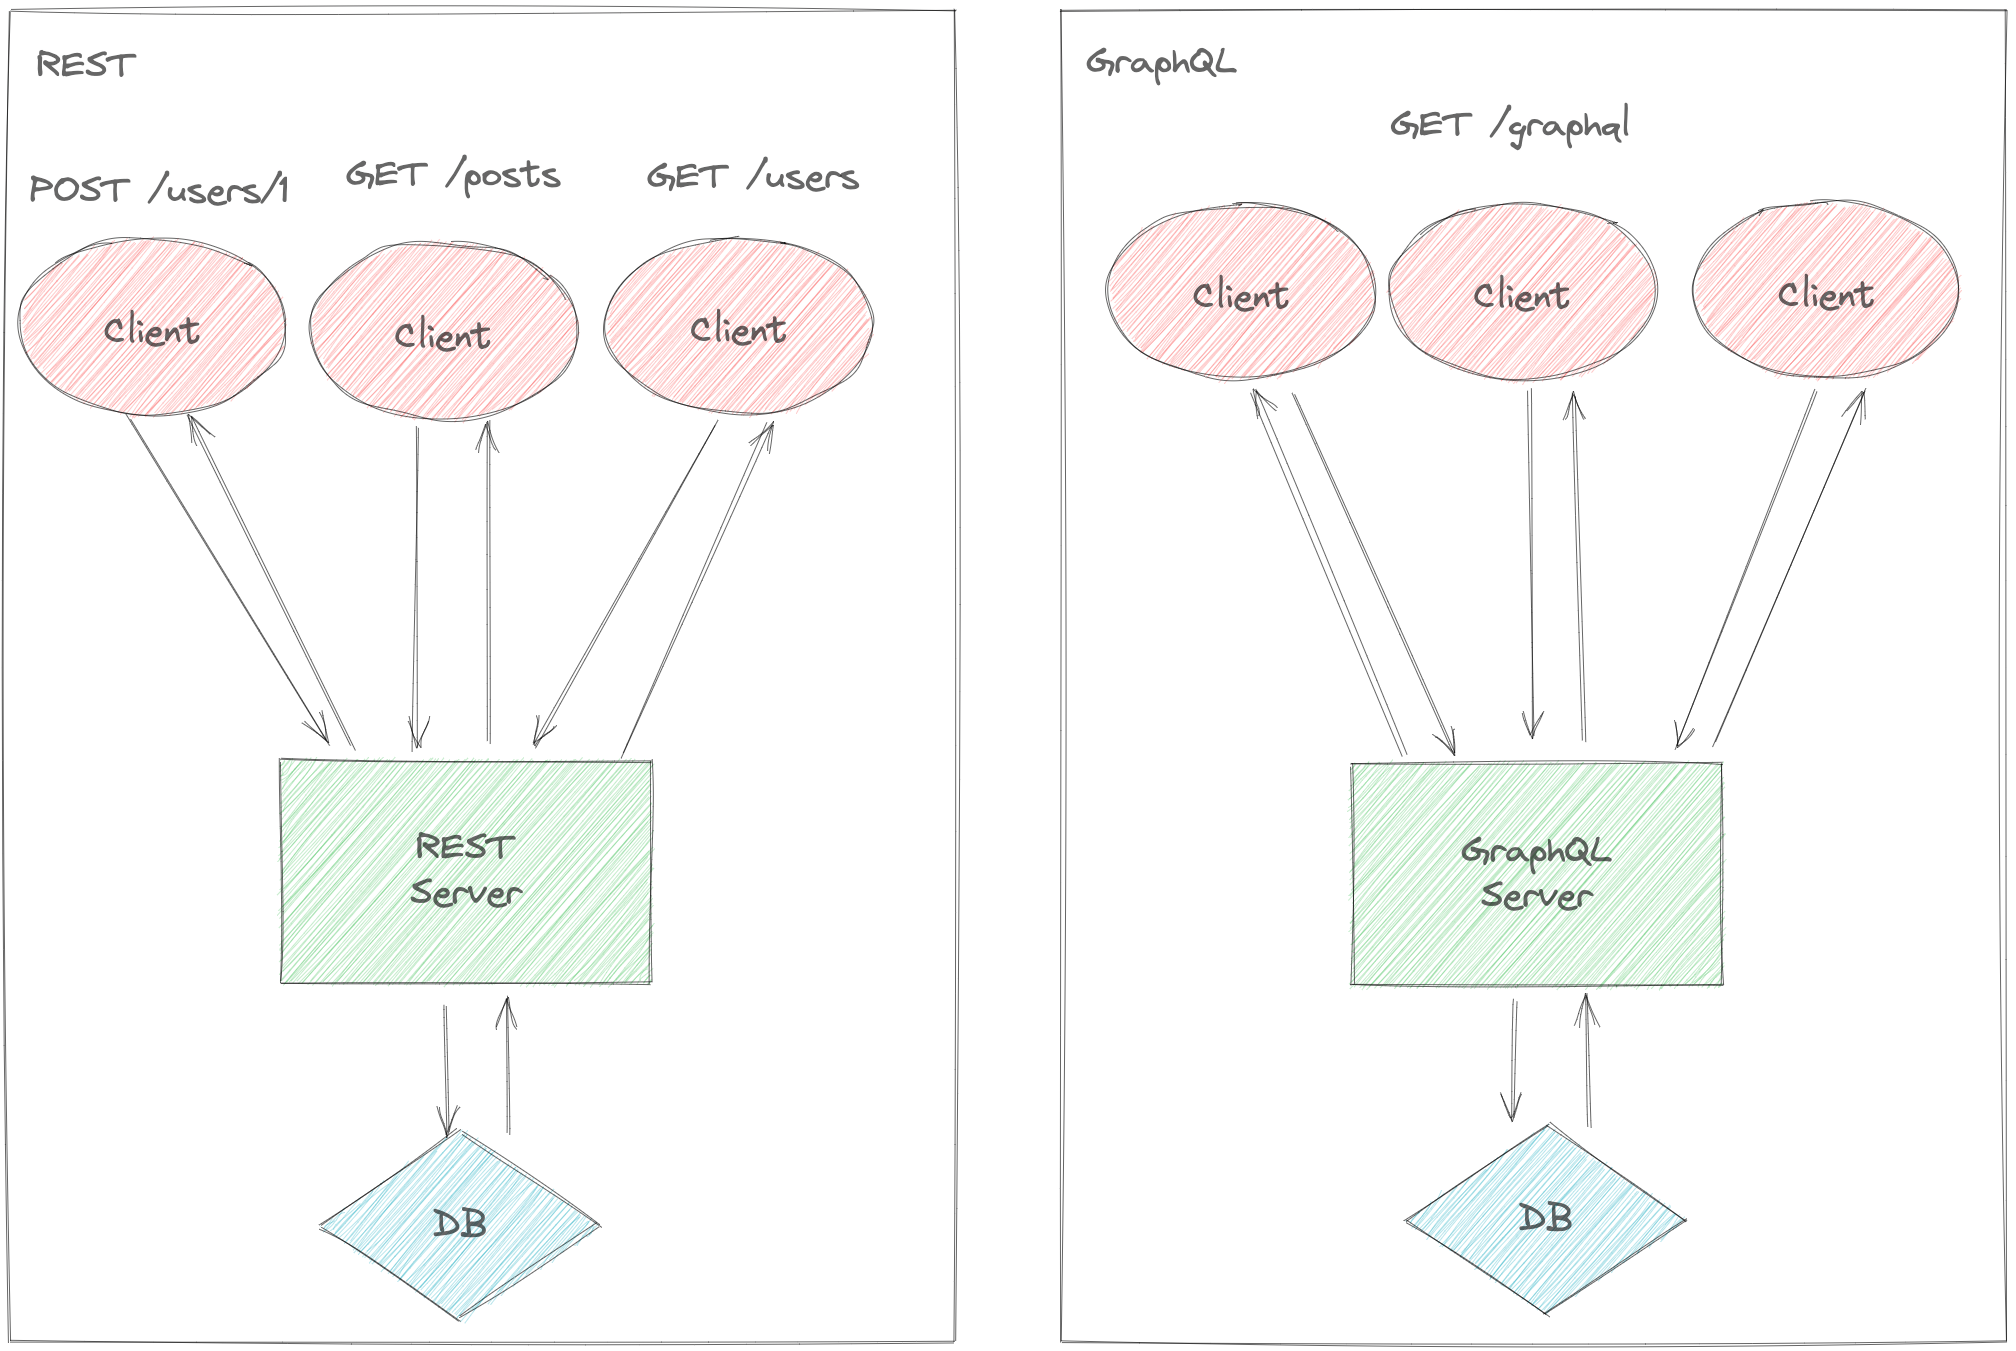 REST
POST /users/1
GET /posts
GET /users
Client
Client
Client
REST
Server
DB
GraphQL
GET /graphql
Client
Client
Client
GraphQL
Server
DB